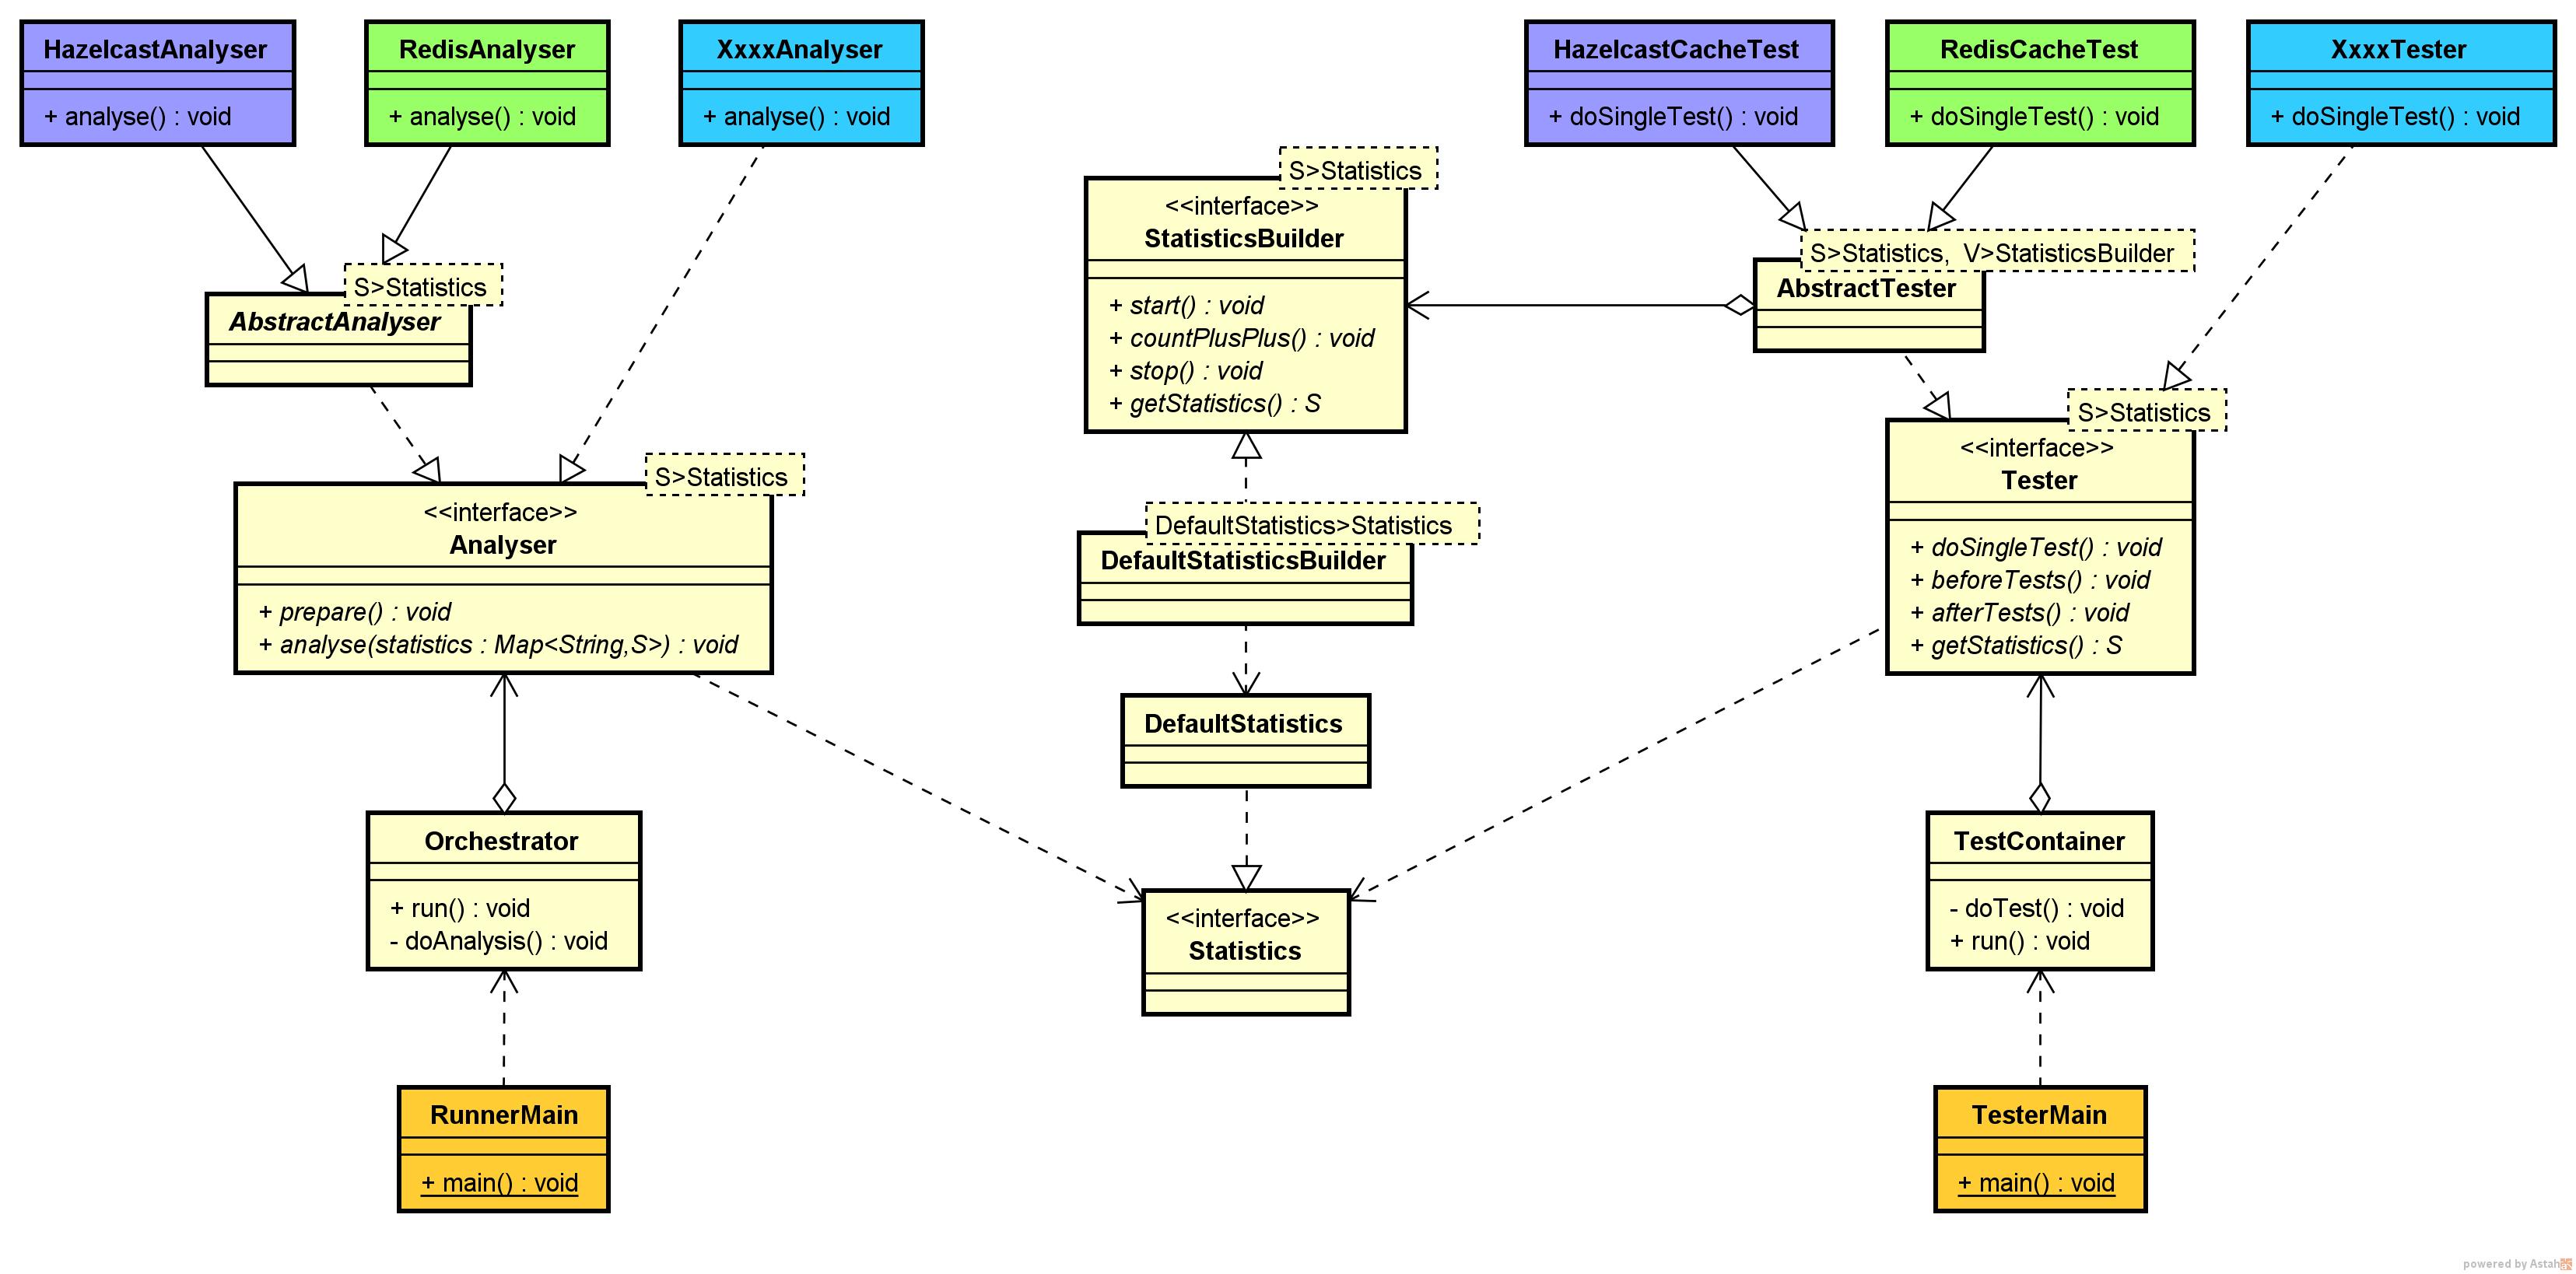 HazelcastAnalyser
+ analyse() : void
RedisAnalyser
+ analyse() : void
XxxxAnalyser
+ analyse() : void
HazelcastCacheTest
+ doSingleTest() : void
RedisCacheTest
+ doSingleTest() : void
XxxxTester
+ doSingleTest() : void
S>Statistics
<<interface>>
StatisticsBuilder
+ start() : void
+ countPlusPlus() : void
+ stop() : void
+ getStatistics() : S
S>Statistics, V>StatisticsBuilder
AbstractTester
S>Statistics
AbstractAnalyser
S>Statistics
<<interface>>
Tester
+ doSingleTest() : void
+ beforeTests() : void
+ afterTests() : void
+ getStatistics() : S
S>Statistics
<<interface>>
Analyser
+ prepare() : void
+ analyse(statistics : Map<String,S>) : void
DefaultStatistics>Statistics
DefaultStatisticsBuilder
DefaultStatistics
Orchestrator
+ run() : void
- doAnalysis() : void
<<interface>>
Statistics
TestContainer
- doTest() : void
+ run() : void
RunnerMain
+ main() : void
TesterMain
+ main() : void
powered by Astah